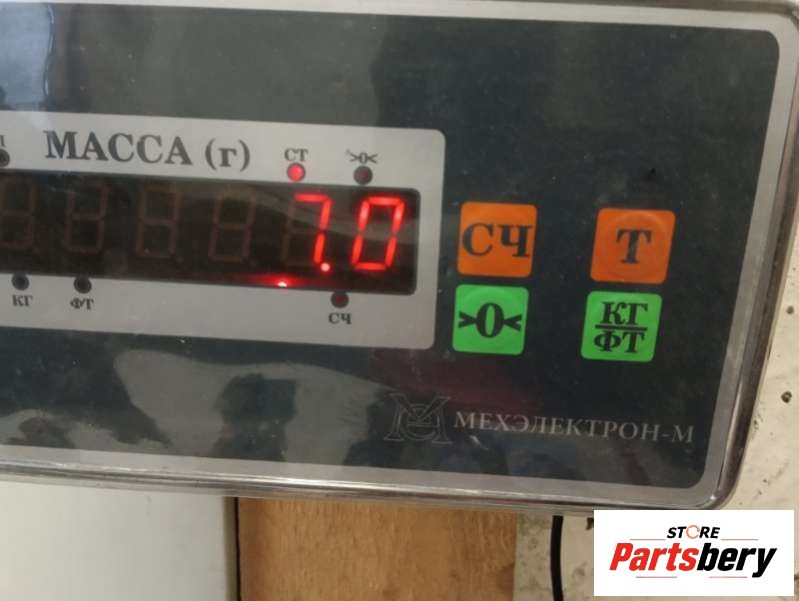 МАССА (г)
СТ
>0<
7.0
КГ
ФТ
СЧ
СЧ
Т
>0<
КГ
ФТ
МЕХЭЛЕКТРОН-М
STORE
Partsbery